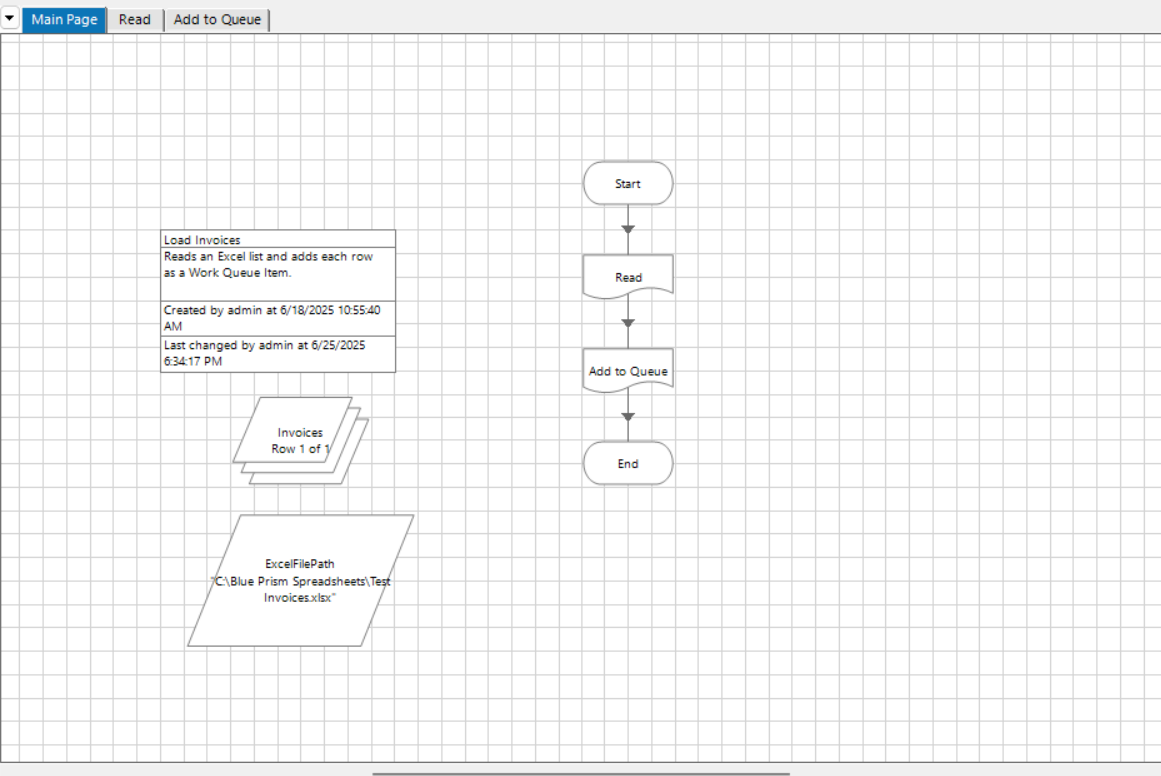 Main Page
Read
Add to Queue
Start
Load Invoices
Reads an Excel list and adds each row
as a Work Queue Item.
Created by admin at 6/18/2025 10:55:40
AM
Last changed by admin at 6/25/2025
6:34:17 PM
Read
Add to Queue
Invoices
Row 1 of 1
End
ExcelFilePath
"C:\Blue Prism Spreadsheets\Test
Invoices.xlsx"